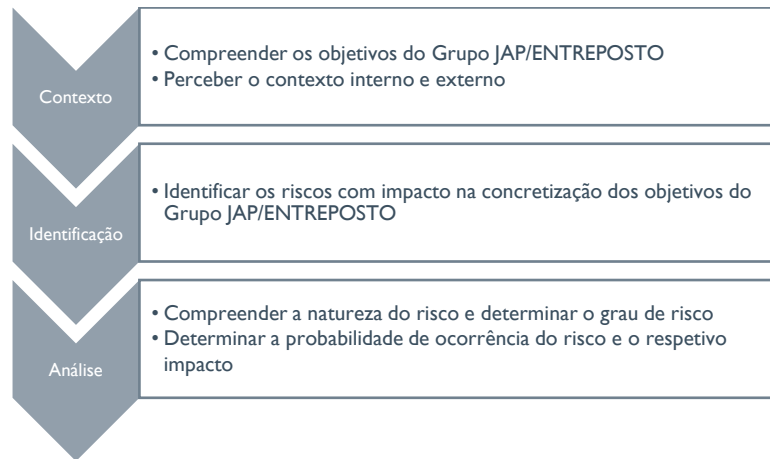 Contexto
• Compreender os objetivos do Grupo JAP/ENTREPOSTO
• Perceber o contexto interno e externo
Identificação
• Identificar os riscos com impacto na concretização dos objetivos do
Grupo JAP/ENTREPOSTO
Análise
• Compreender a natureza do risco e determinar o grau de risco
• Determinar a probabilidade de ocorrência do risco e o respetivo
impacto